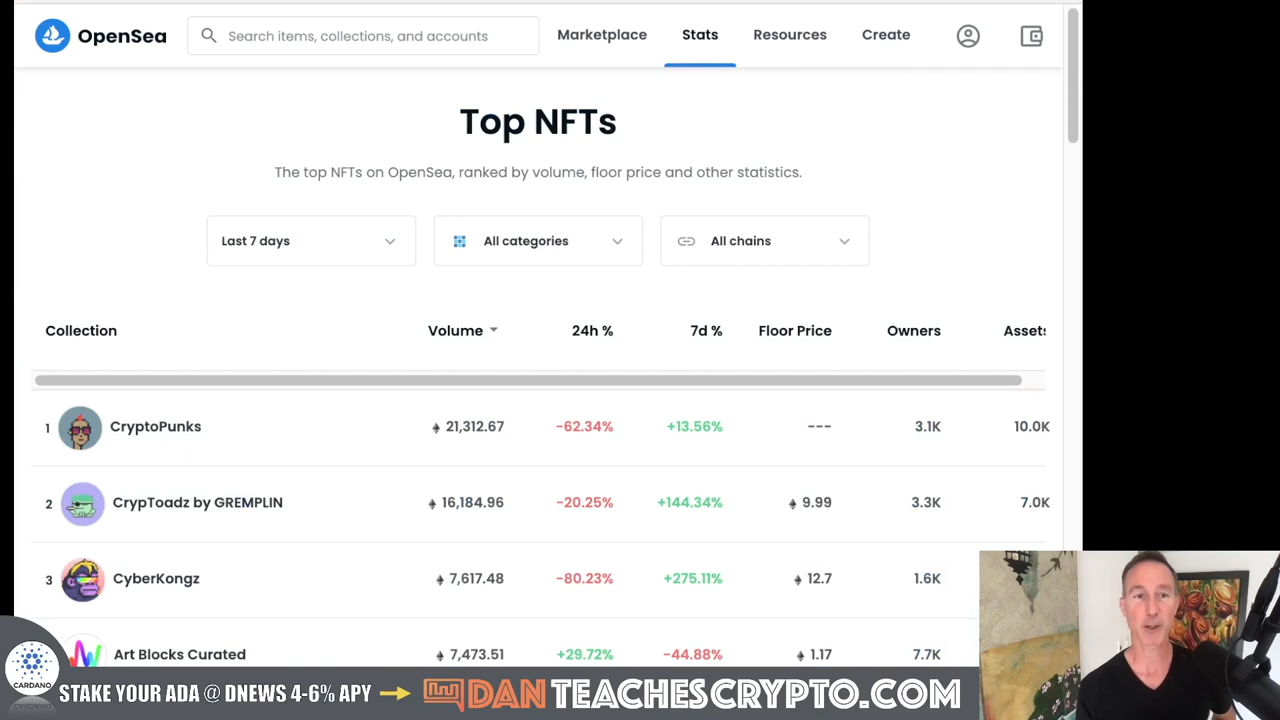 OpenSea
Search items, collections, and accounts
Marketplace
Stats
Resources
Create
Top NFTs
The top NFTs on OpenSea, ranked by volume, floor price and other statistics.
Last 7 days
All categories
All chains
Collection Volume 24h % 7d % Floor Price Owners Assets
1 CryptoPunks 21,312.67 -62.34% +13.56% --- 3.1K 10.0K
2 CrypToadz by GREMPLIN 16,184.96 -20.25% +144.34% 9.99 3.3K 7.0K
3 CyberKongz 7,617.48 -80.23% +275.11% 12.7 1.6K
Art Blocks Curated 7,473.51 +29.72% -44.88% 1.17 7.7K
CARDANO
STAKE YOUR ADA @ DNEWS 4-6% APY
DANTEACHESCRYPTO.COM